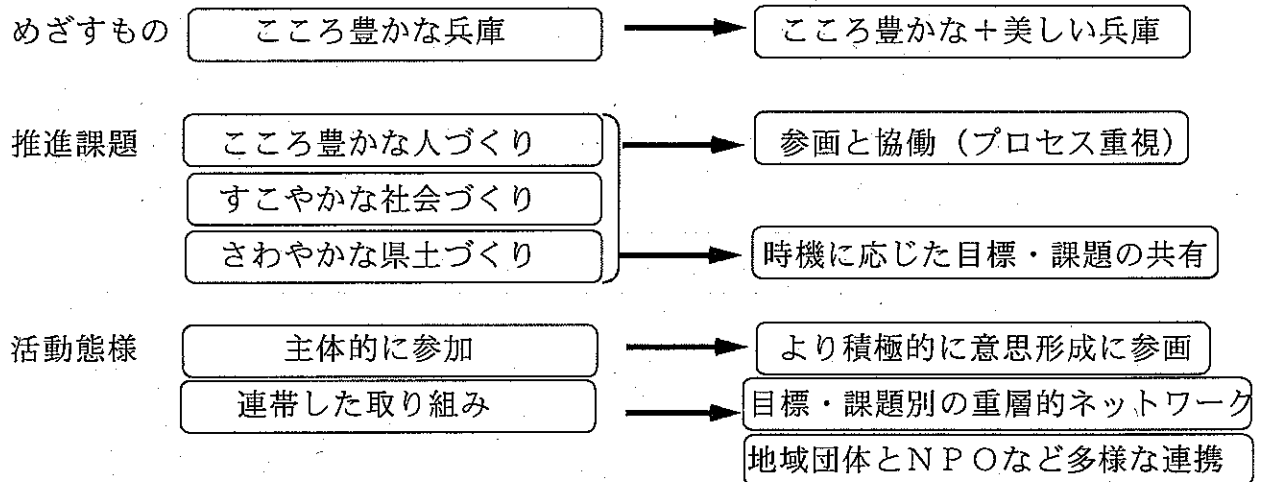 めざすもの こころ豊かな兵庫 こころ豊かな＋美しい兵庫
推進課題 こころ豊かな人づくり 参画と協働（プロセス重視）
すこやかな社会づくり
さわやかな県土づくり 時機に応じた目標・課題の共有
活動態様 主体的に参加 より積極的に意思形成に参画
連帯した取り組み 目標・課題別の重層的ネットワーク
地域団体とＮＰＯなど多様な連携